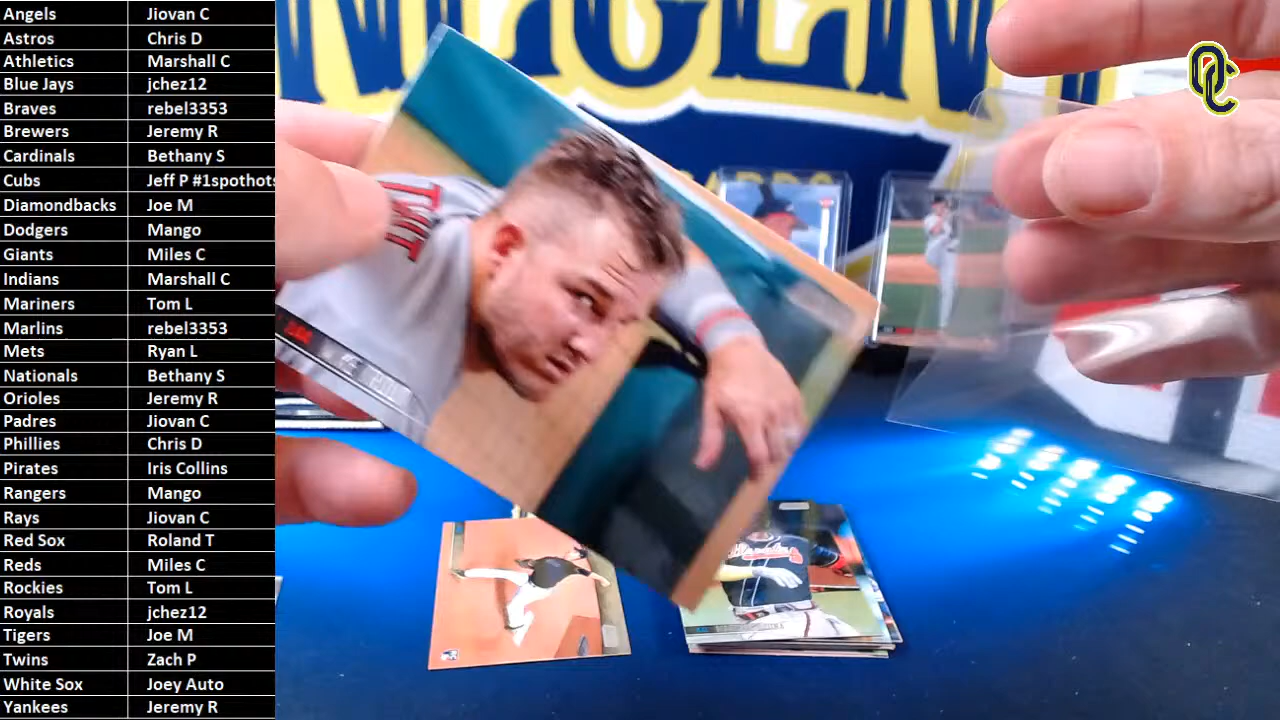 Angels Jiovan C
Astros Chris D
Athletics Marshall C
Blue Jays jchez12
Braves rebel3353
Brewers Jeremy R
Cardinals Bethany S
Cubs Jeff P #1spothots
Diamondbacks Joe M
Dodgers Mango
Giants Miles C
Indians Marshall C
Mariners Tom L
Marlins rebel3353
Mets Ryan L
Nationals Bethany S
Orioles Jeremy R
Padres Jiovan C
Phillies Chris D
Pirates Iris Collins
Rangers Mango
Rays Jiovan C
Red Sox Roland T
Reds Miles C
Rockies Tom L
Royals jchez12
Tigers Joe M
Twins Zach P
White Sox Joey Auto
Yankees Jeremy R
OC